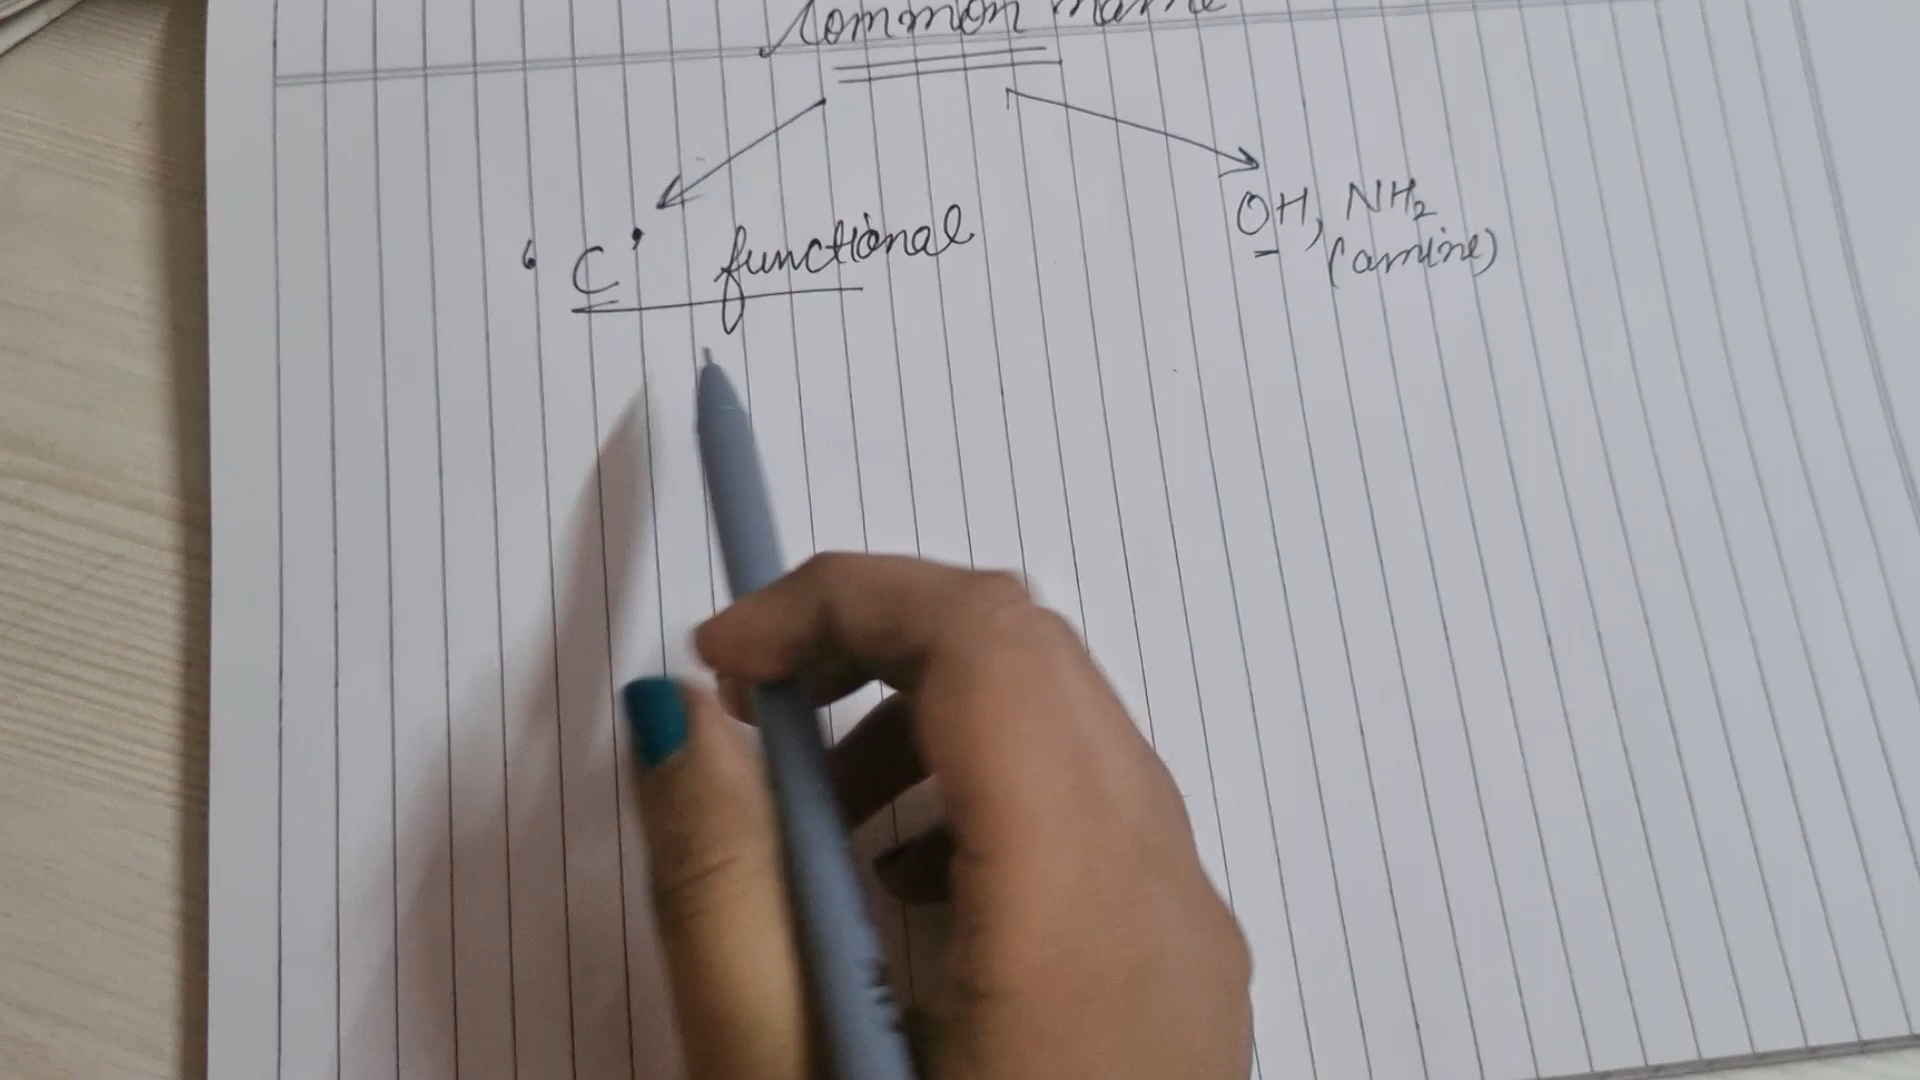 Common name
'C' functional
OH, NH₂
(amine)